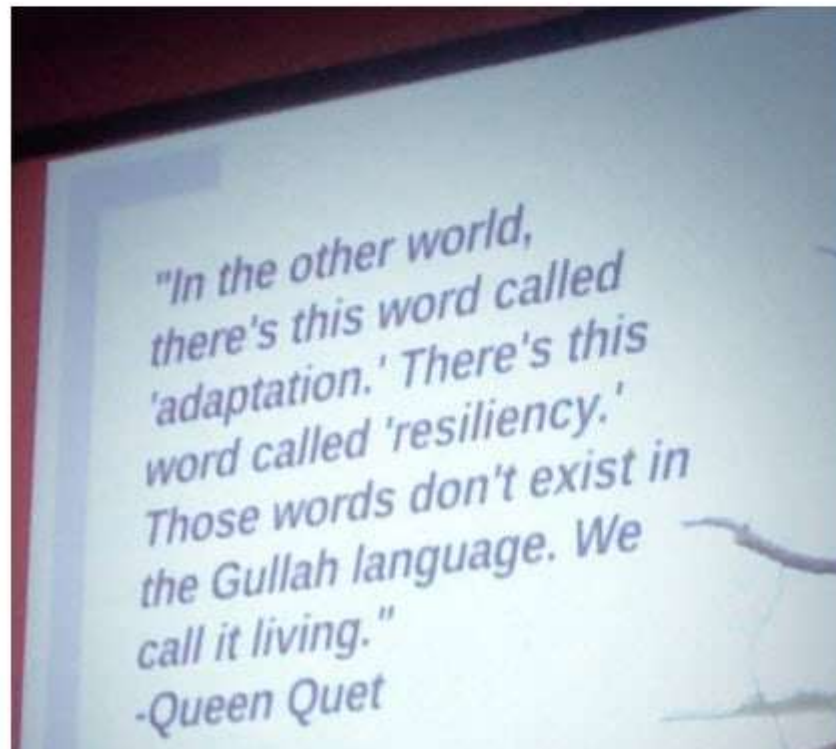 "In the other world,
there's this word called
'adaptation.' There's this
word called 'resiliency.'
Those words don't exist in
the Gullah language. We
call it living."
-Queen Quet